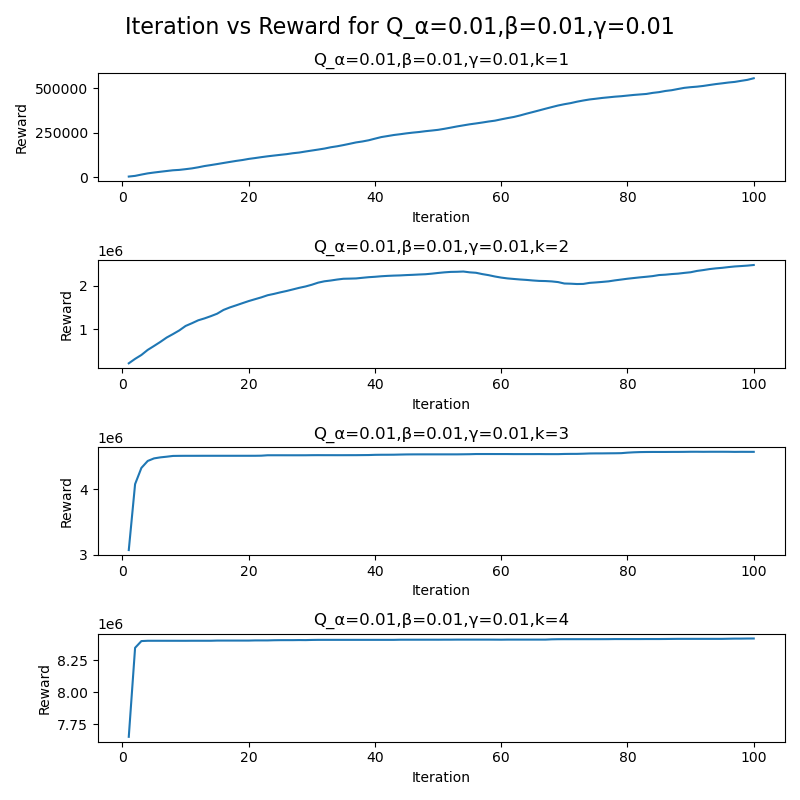 Iteration vs Reward for Q_α=0.01,β=0.01,γ=0.01
Q_α=0.01,β=0.01,γ=0.01,k=1
500000
250000
0
Reward
0 20 40 60 80 100
Iteration
Q_α=0.01,β=0.01,γ=0.01,k=2
1e6
2
1
Reward
0 20 40 60 80 100
Iteration
Q_α=0.01,β=0.01,γ=0.01,k=3
1e6
4
3
Reward
0 20 40 60 80 100
Iteration
Q_α=0.01,β=0.01,γ=0.01,k=4
1e6
8.25
8.00
7.75
Reward
0 20 40 60 80 100
Iteration